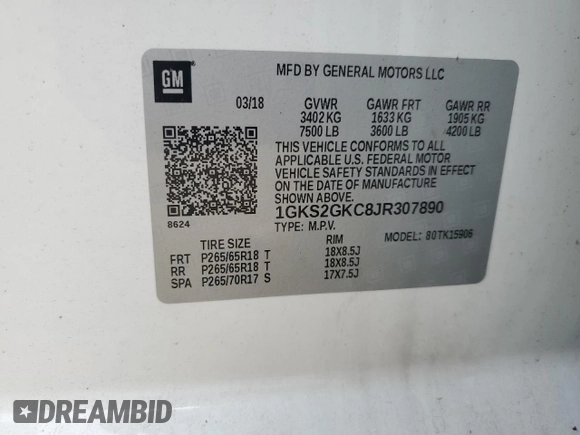 GM
MFD BY GENERAL MOTORS LLC
03/18 GVWR GAWR FRT GAWR RR
3402 KG 1633 KG 1905 KG
7500 LB 3600 LB 4200 LB
THIS VEHICLE CONFORMS TO ALL
APPLICABLE U.S. FEDERAL MOTOR
VEHICLE SAFETY STANDARDS IN EFFECT
ON THE DATE OF MANUFACTURE
SHOWN ABOVE.
1GKS2GKC8JR307890
8624
TYPE: M.P.V. MODEL: 80TK15906
TIRE SIZE RIM
FRT P265/65R18 T 18X8.5J
RR P265/65R18 T 18X8.5J
SPA P265/70R17 S 17X7.5J
DREAMBID